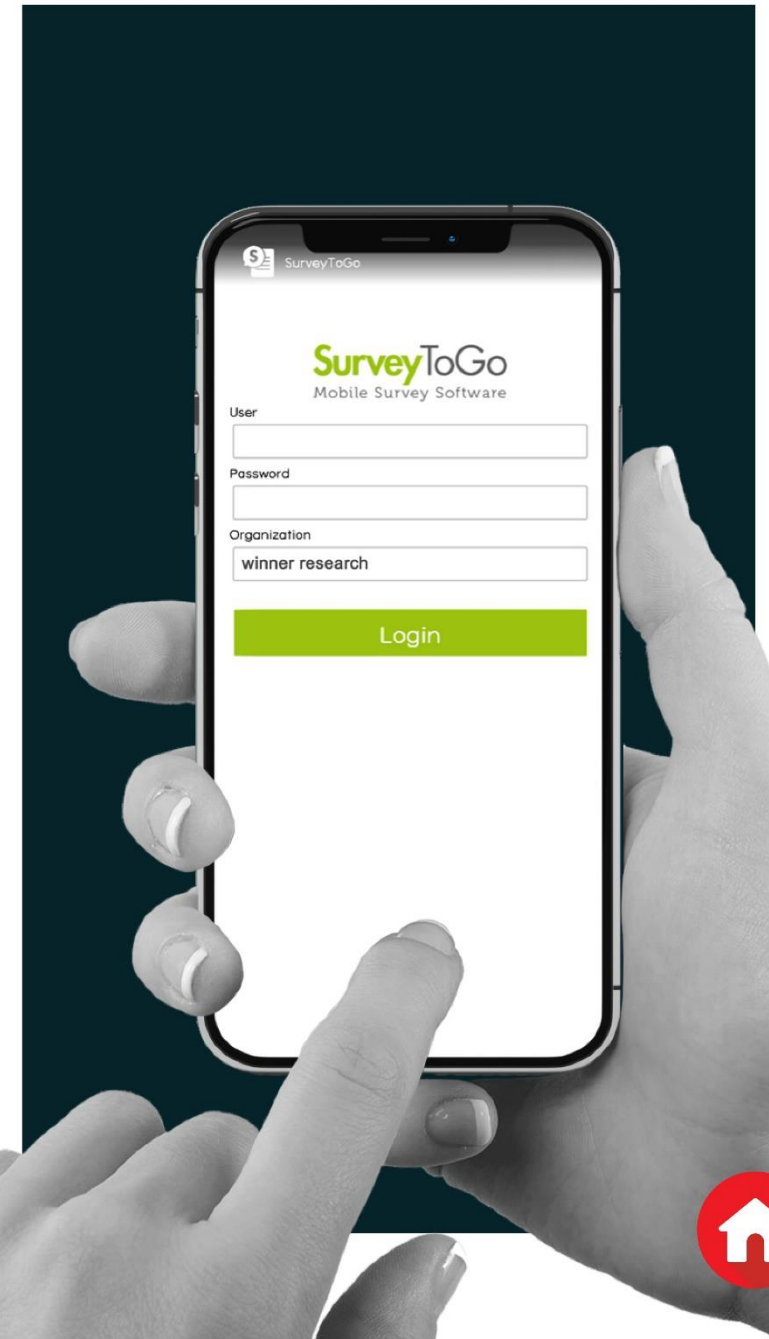 S
SurveyToGo
SurveyToGo
Mobile Survey Software
User
Password
Organization
winner research
Login